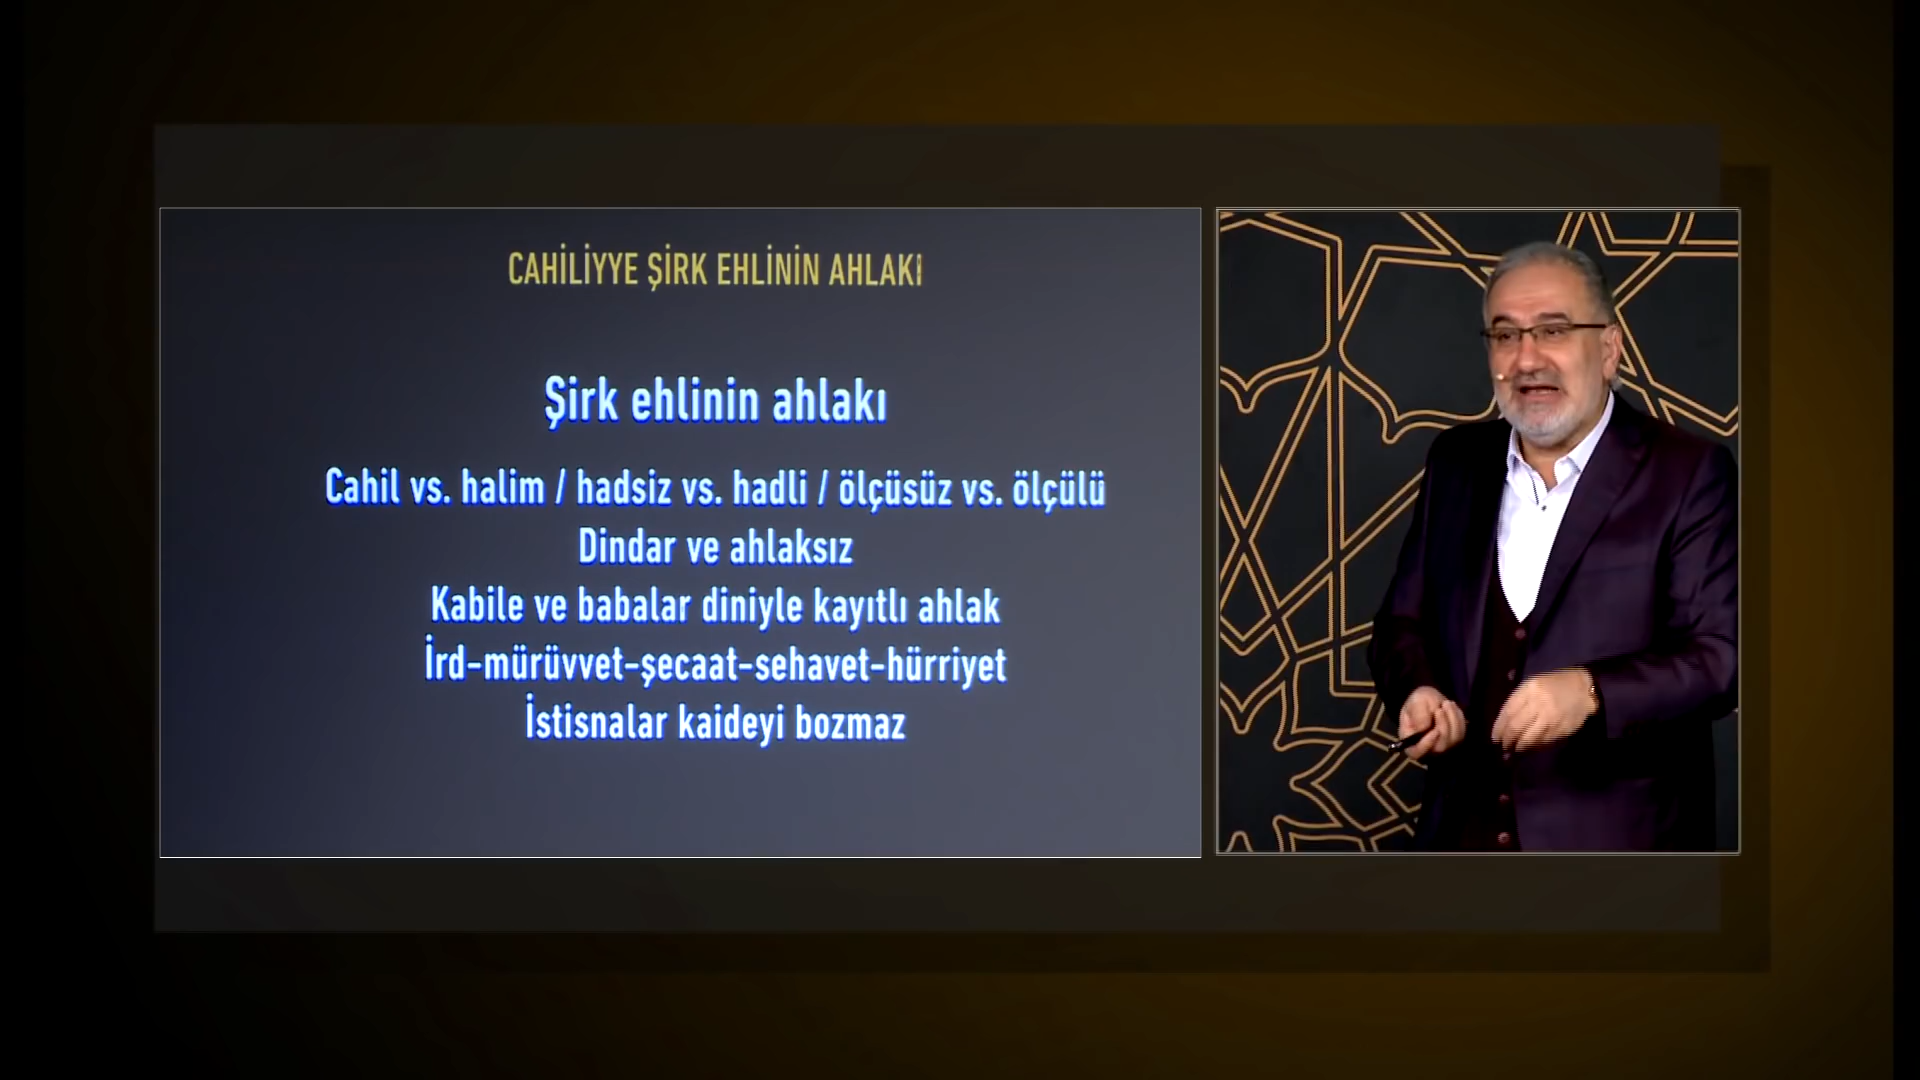 CAHİLİYYE ŞİRK EHLİNİN AHLAKI
Şirk ehlinin ahlakı
Cahil vs. halim / hadsiz vs. hadli / ölçüsüz vs. ölçülü
Dindar ve ahlaksız
Kabile ve babalar diniyle kayıtlı ahlak
İrd-mürüvvet-şecaat-sehavet-hürriyet
İstisnalar kaideyi bozmaz